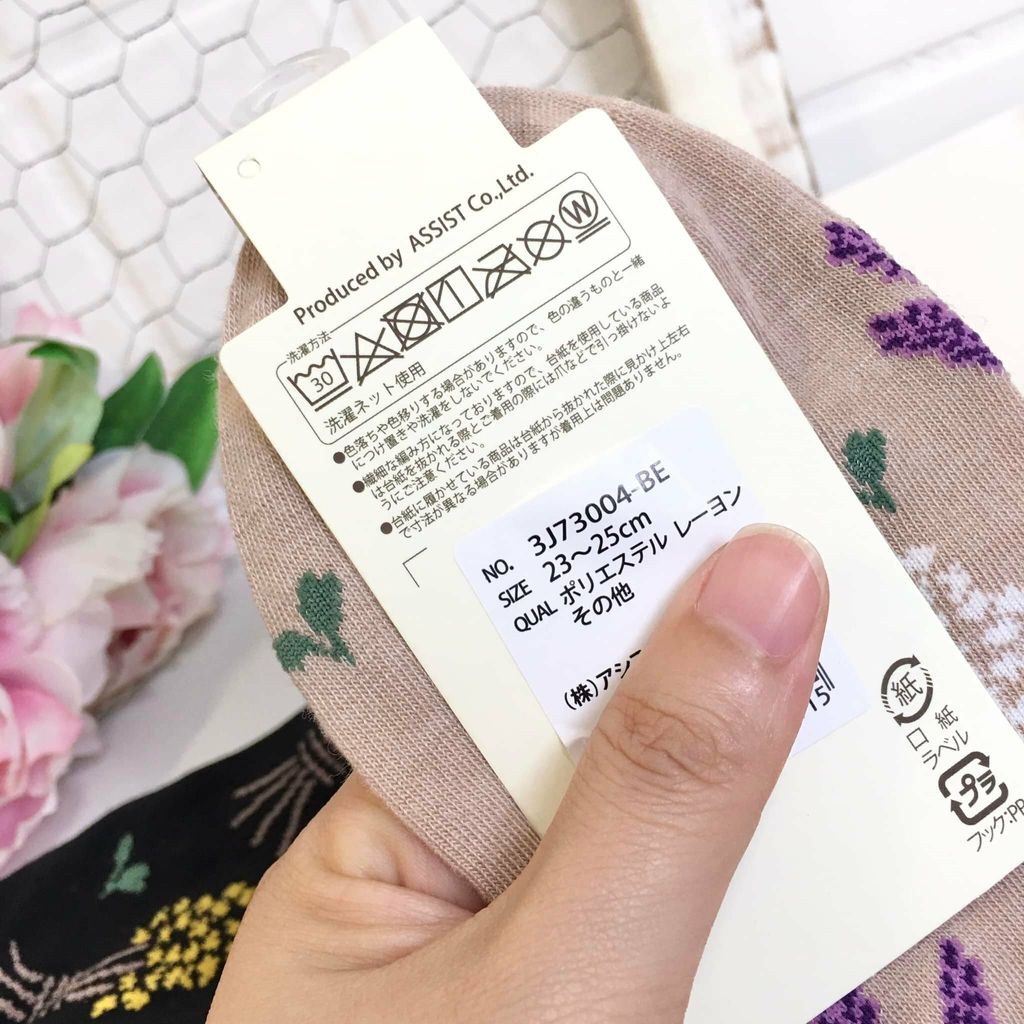 Produced by ASSIST Co.,Ltd.
洗濯方法
30
W
洗濯ネット使用
●色落ちや色移りする場合がありますので、色の違うものと一緒
につけ置きや洗濯をしないでください。
●繊細な編み方になっておりますので、台紙を使用している商品
は台紙を抜かれる際とご着用の際には爪などで引っ掛けないよ
うにご注意ください。
●台紙に履かせている商品は台紙から抜かれた際に見かけ上左右
で寸法が異なる場合がありますが着用上は問題ありません。
NO. 3J73004-BE
SIZE 23～25cm
QUAL ポリエステル レーヨン
その他
(株)アシス
15
紙
口 紙
ラベル
プラ
フック:PP